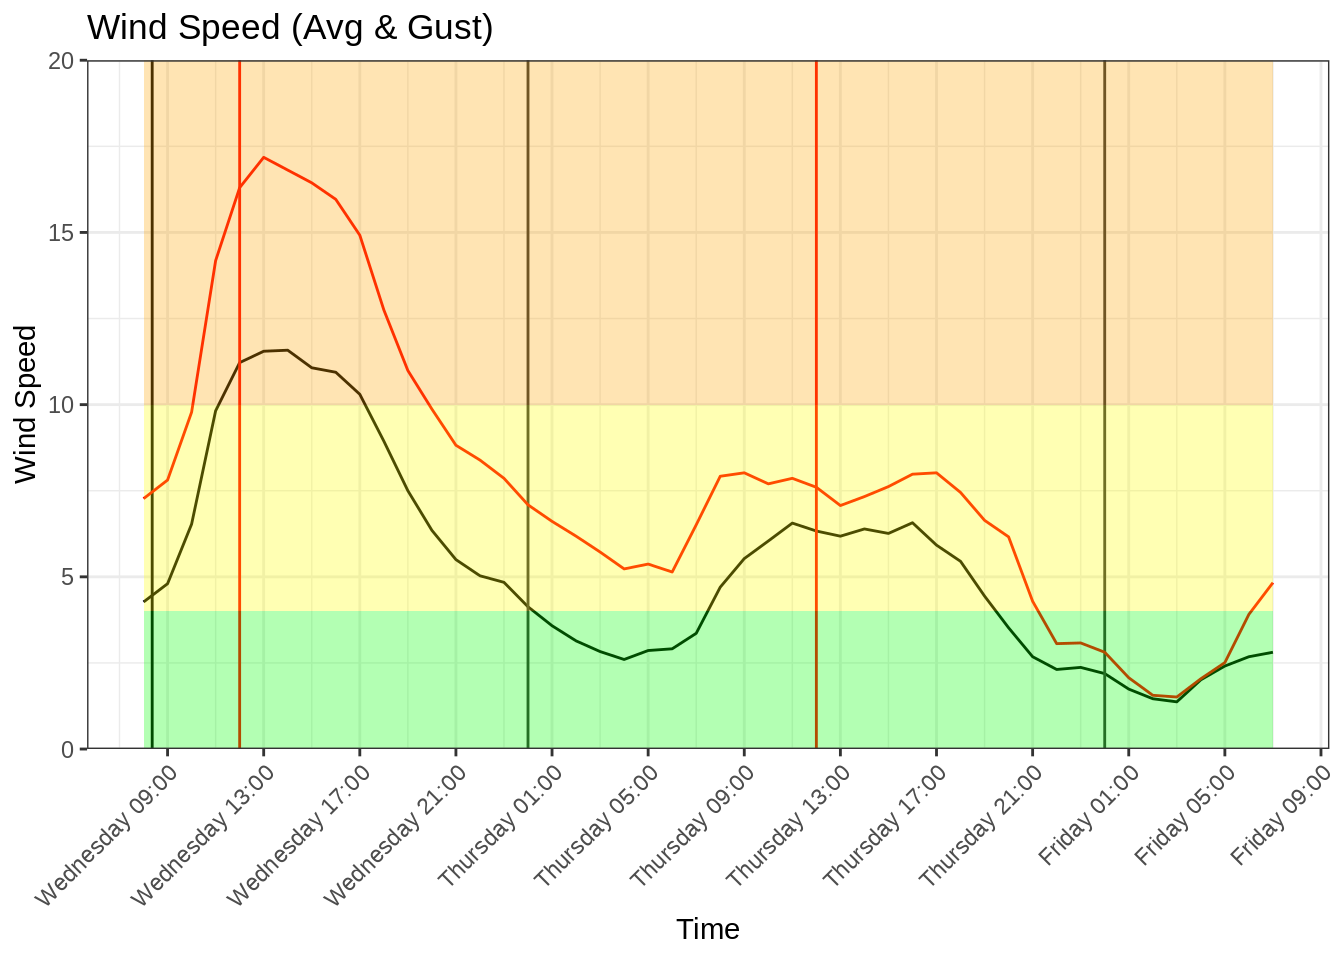 Wind Speed (Avg & Gust)
20
15
10
5
0
Wind Speed
Wednesday 09:00
Wednesday 13:00
Wednesday 17:00
Wednesday 21:00
Thursday 01:00
Thursday 05:00
Thursday 09:00
Thursday 13:00
Thursday 17:00
Thursday 21:00
Friday 01:00
Friday 05:00
Friday 09:00
Time